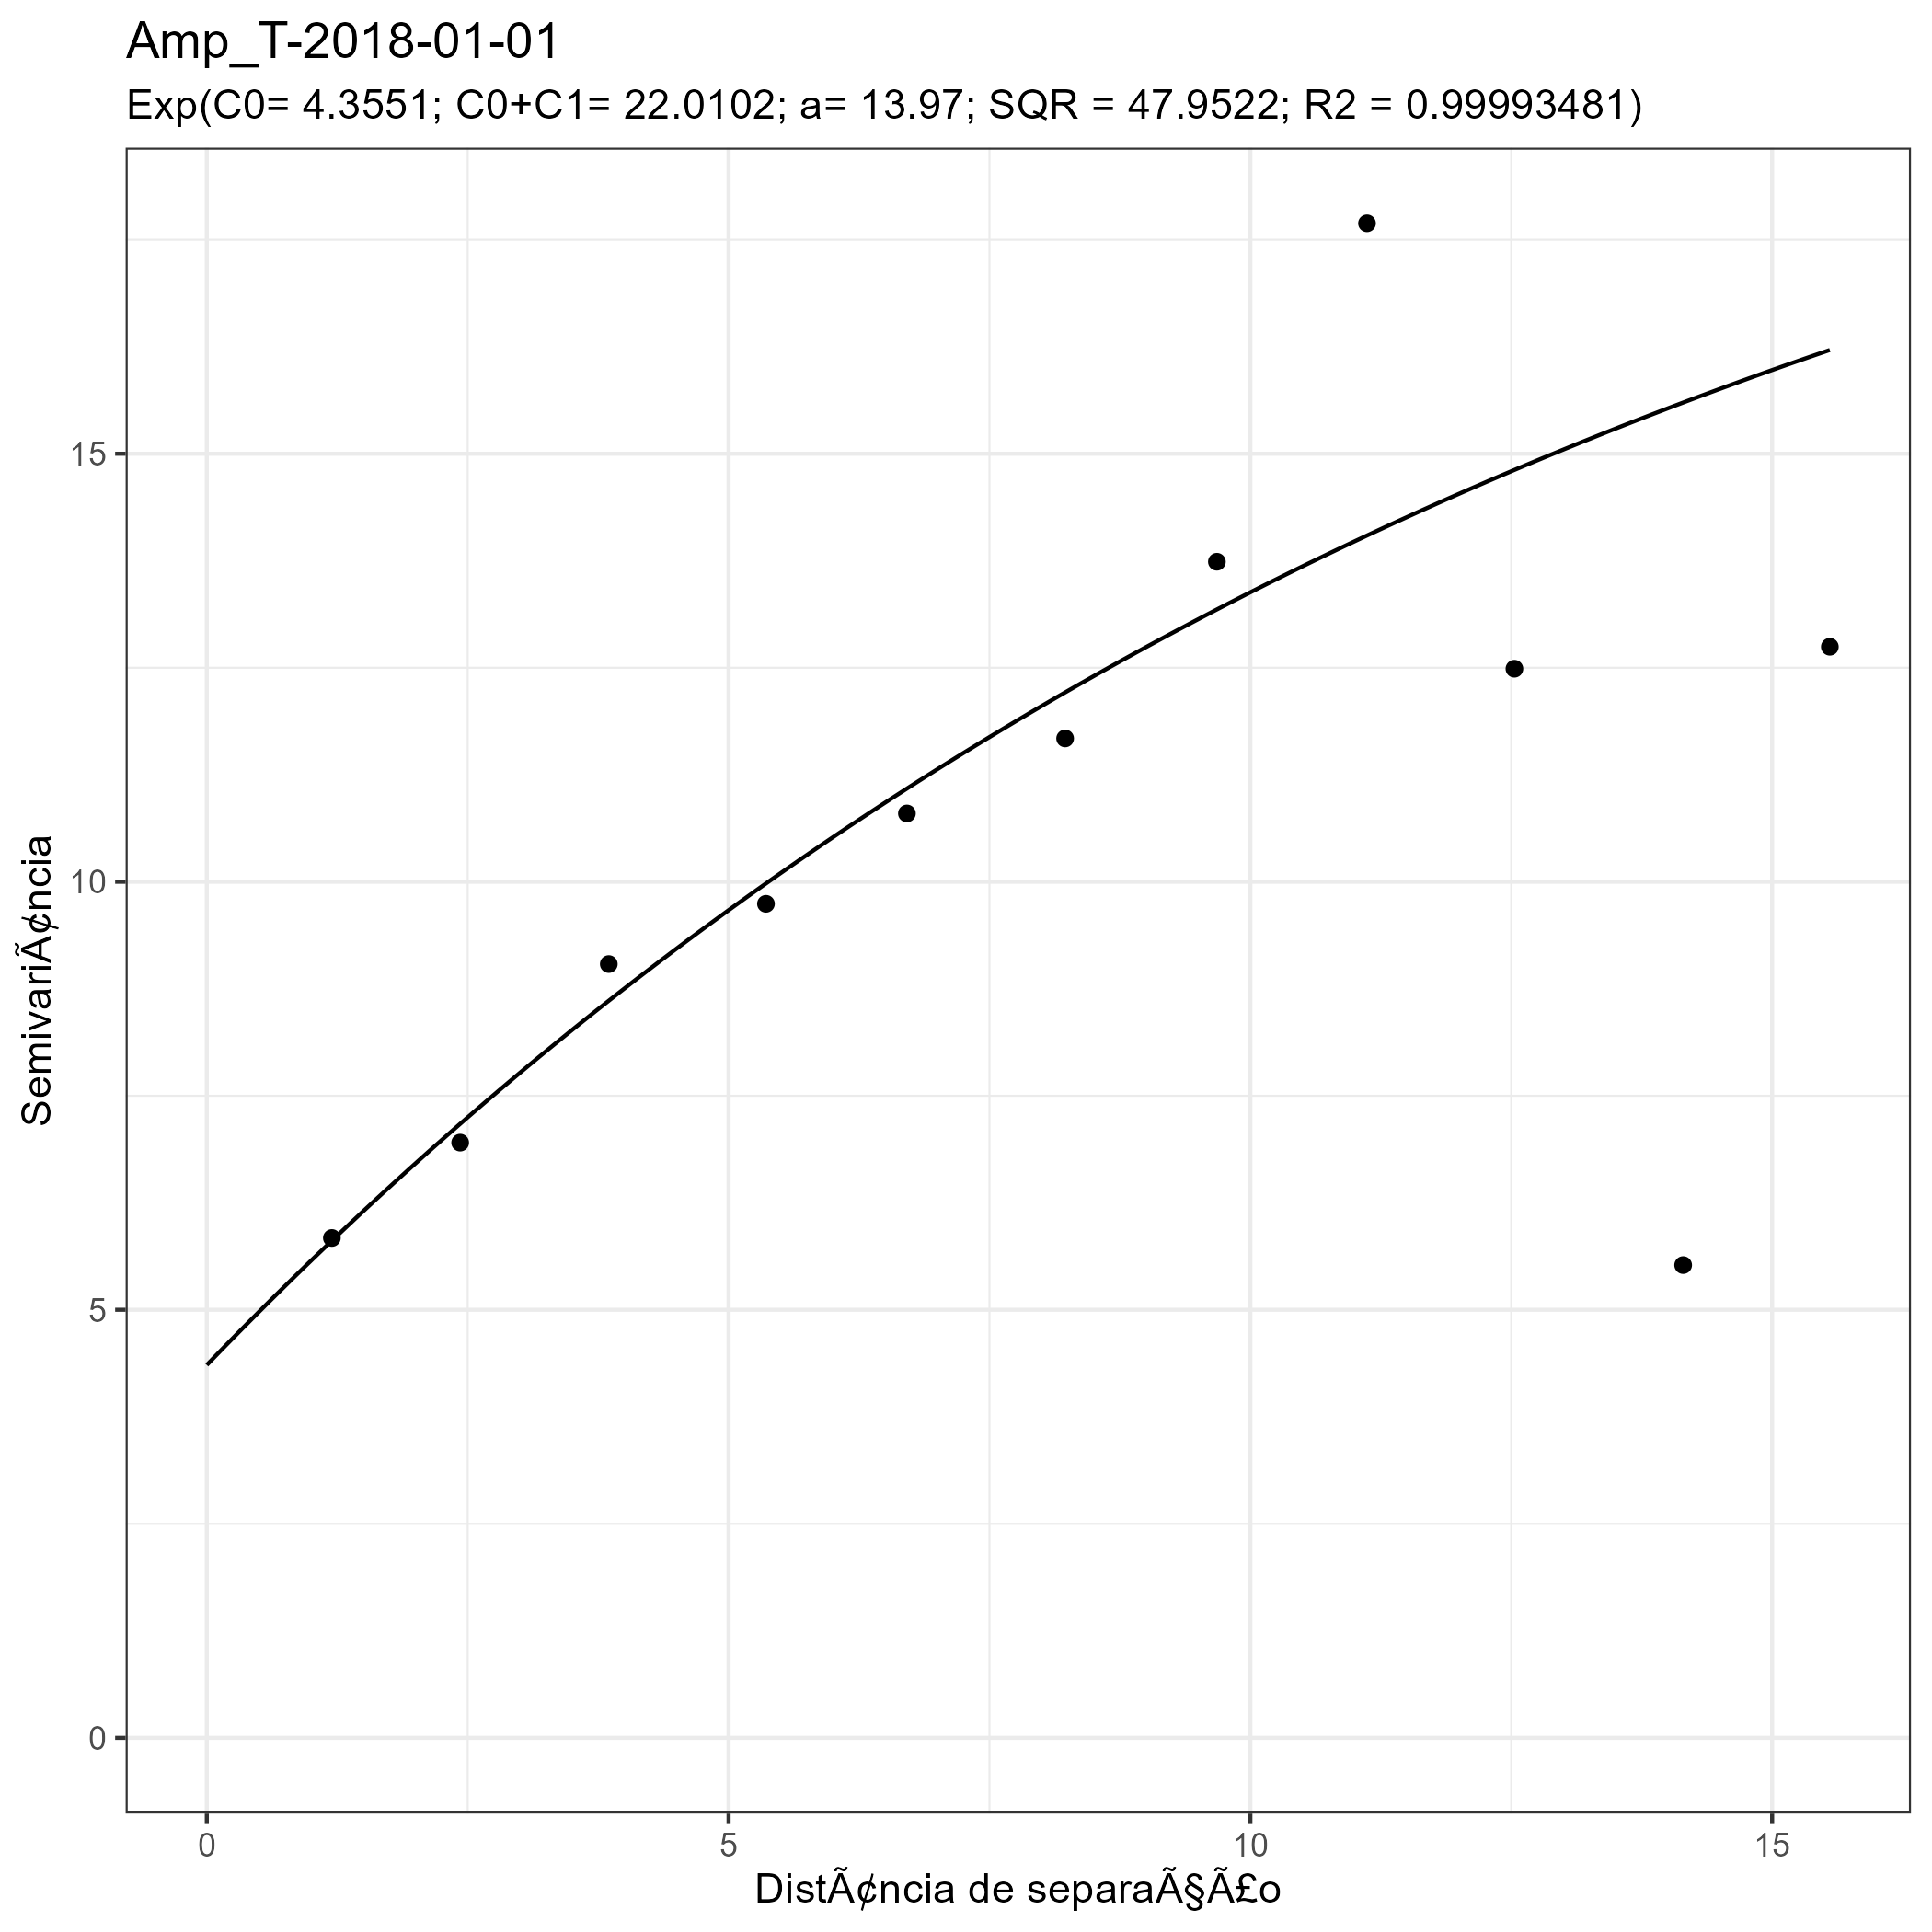 Amp_T-2018-01-01
Exp(C0= 4.3551; C0+C1= 22.0102; a= 13.97; SQR = 47.9522; R2 = 0.99993481)
SemivariÃ¢ncia
15
10
5
0
0 5 10 15
DistÃ¢ncia de separaÃ§Ã£o